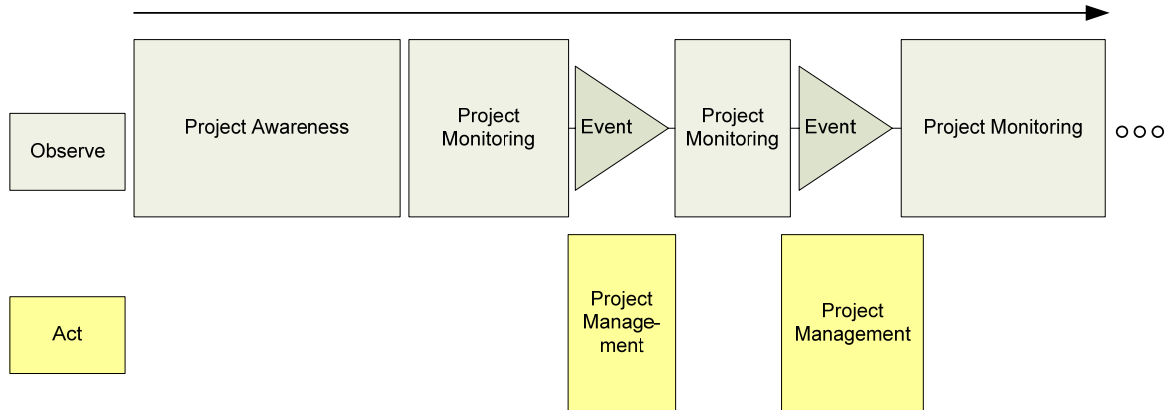 Observe
Project Awareness
Project
Monitoring
Event
Project
Monitoring
Event
Project Monitoring
Act
Project
Manage-
ment
Project
Management